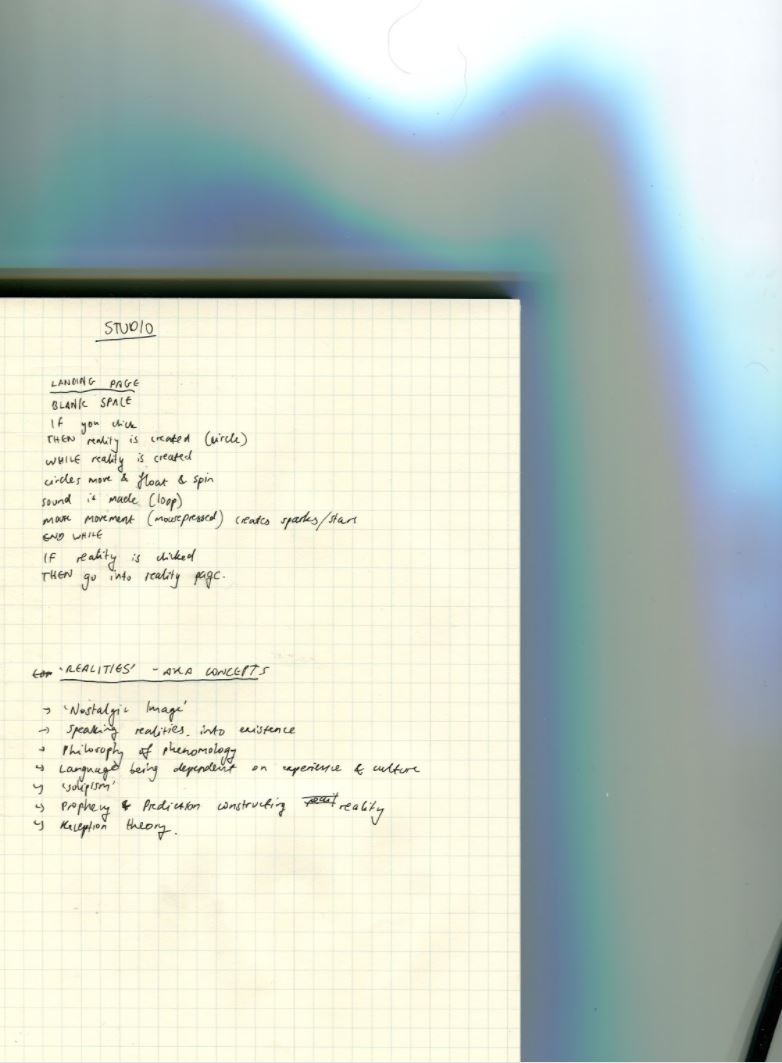 STUDIO
LANDING PAGE
BLANK SPACE
IF you click
THEN reality is created (circle)
WHILE reality is created
circles move & float & spin
sound is made (loop)
mouse movement (mousepressed) creates sparks/stars
END WHILE
IF reality is clicked
THEN go into reality page.
'REALITIES' - AKA CONCEPTS
→ 'Nostalgic Image'
→ Speaking realities into existence
→ Philosophy of phenomology
↳ Language being dependent on experience & culture
↳ 'solipism'
↳ Prophecy & Prediction constructing reality
↳ Reception theory.